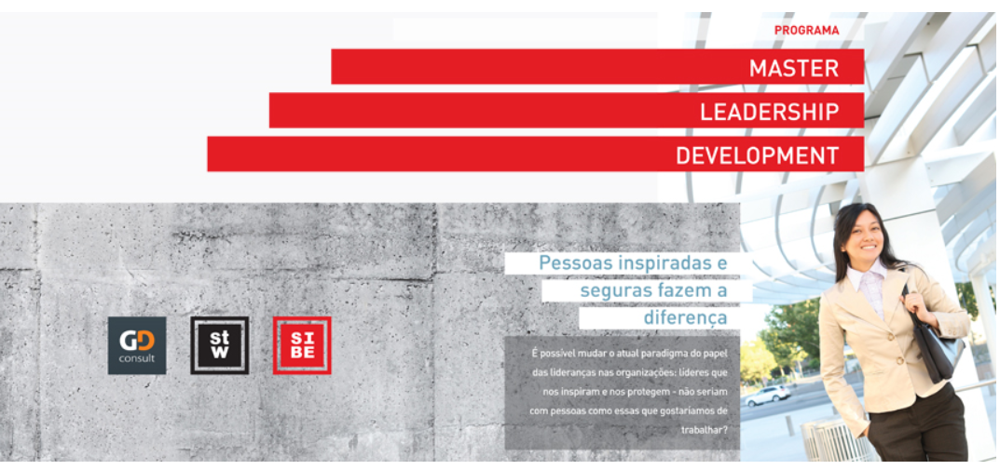 PROGRAMA
MASTER
LEADERSHIP
DEVELOPMENT
Pessoas inspiradas e
seguras fazem a
diferença
É possível mudar o atual paradigma do papel
das lideranças nas organizações: líderes que
nos inspiram e nos protegem - não seriam
com pessoas como essas que gostaríamos de
trabalhar?
GD
consult
st
W
SI
BE